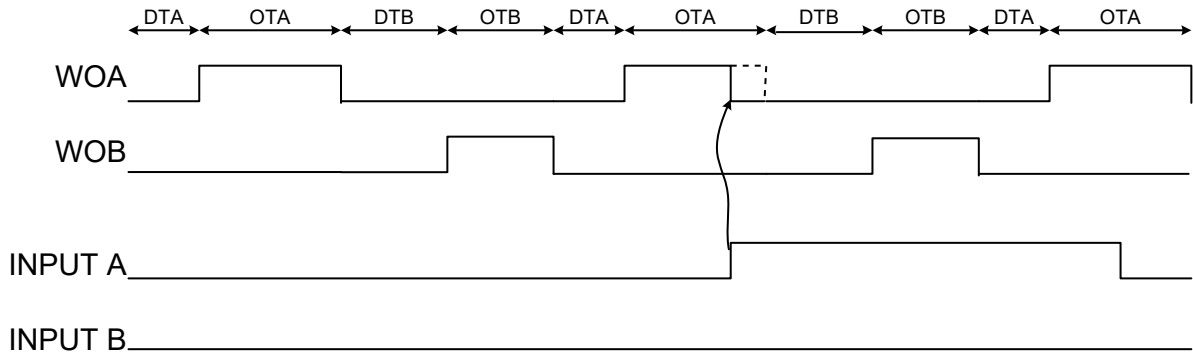 DTA OTA DTB OTB DTA OTA DTB OTB DTA OTA
WOA
WOB
INPUT A
INPUT B